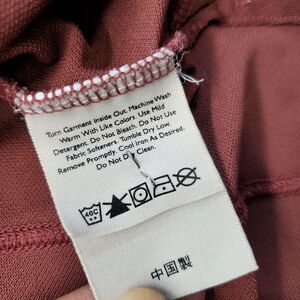 Turn Garment Inside Out. Machine Wash
Warm With Like Colors. Use Mild
Detergent. Do Not Bleach. Do Not Use
Fabric Softeners. Tumble Dry Low.
Remove Promptly. Cool Iron As Desired.
Do Not Dry Clean.
40C
中国製